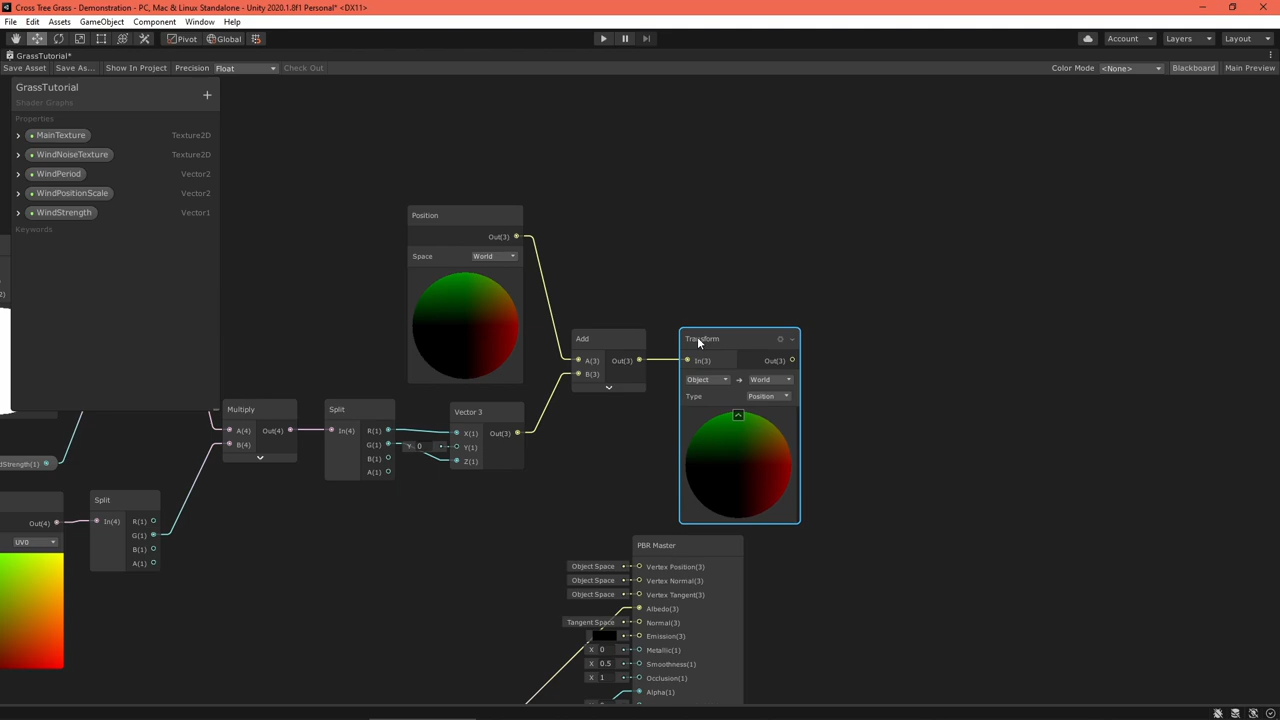 Cross Tree Grass - Demonstration - PC, Mac & Linux Standalone - Unity 2020.1.8f1 Personal* <DX11>
File Edit Assets GameObject Component Window Help
Pivot Global Account Layers Layout
GrassTutorial*
Save Asset Save As... Show In Project Precision Float Check Out Color Mode <None> Blackboard Main Preview
GrassTutorial +
Shader Graphs
Properties
MainTexture Texture2D
WindNoiseTexture Texture2D
WindPeriod Vector2
WindPositionScale Vector2
WindStrength Vector1
Keywords
2)
Position
Out(3)
Space World
Add
A(3) Out(3)
B(3)
Transform
In(3) Out(3)
Object World
Type Position
Multiply
A(4) Out(4)
B(4)
Split
In(4) R(1)
G(1)
B(1)
A(1)
Vector 3
X(1) Out(3)
Y 0 Y(1)
Z(1)
dStrength(1)
Out(4)
UV0
Split
In(4) R(1)
G(1)
B(1)
A(1)
PBR Master
Object Space Vertex Position(3)
Object Space Vertex Normal(3)
Object Space Vertex Tangent(3)
Albedo(3)
Tangent Space Normal(3)
Emission(3)
X 0 Metallic(1)
X 0.5 Smoothness(1)
X 1 Occlusion(1)
Alpha(1)